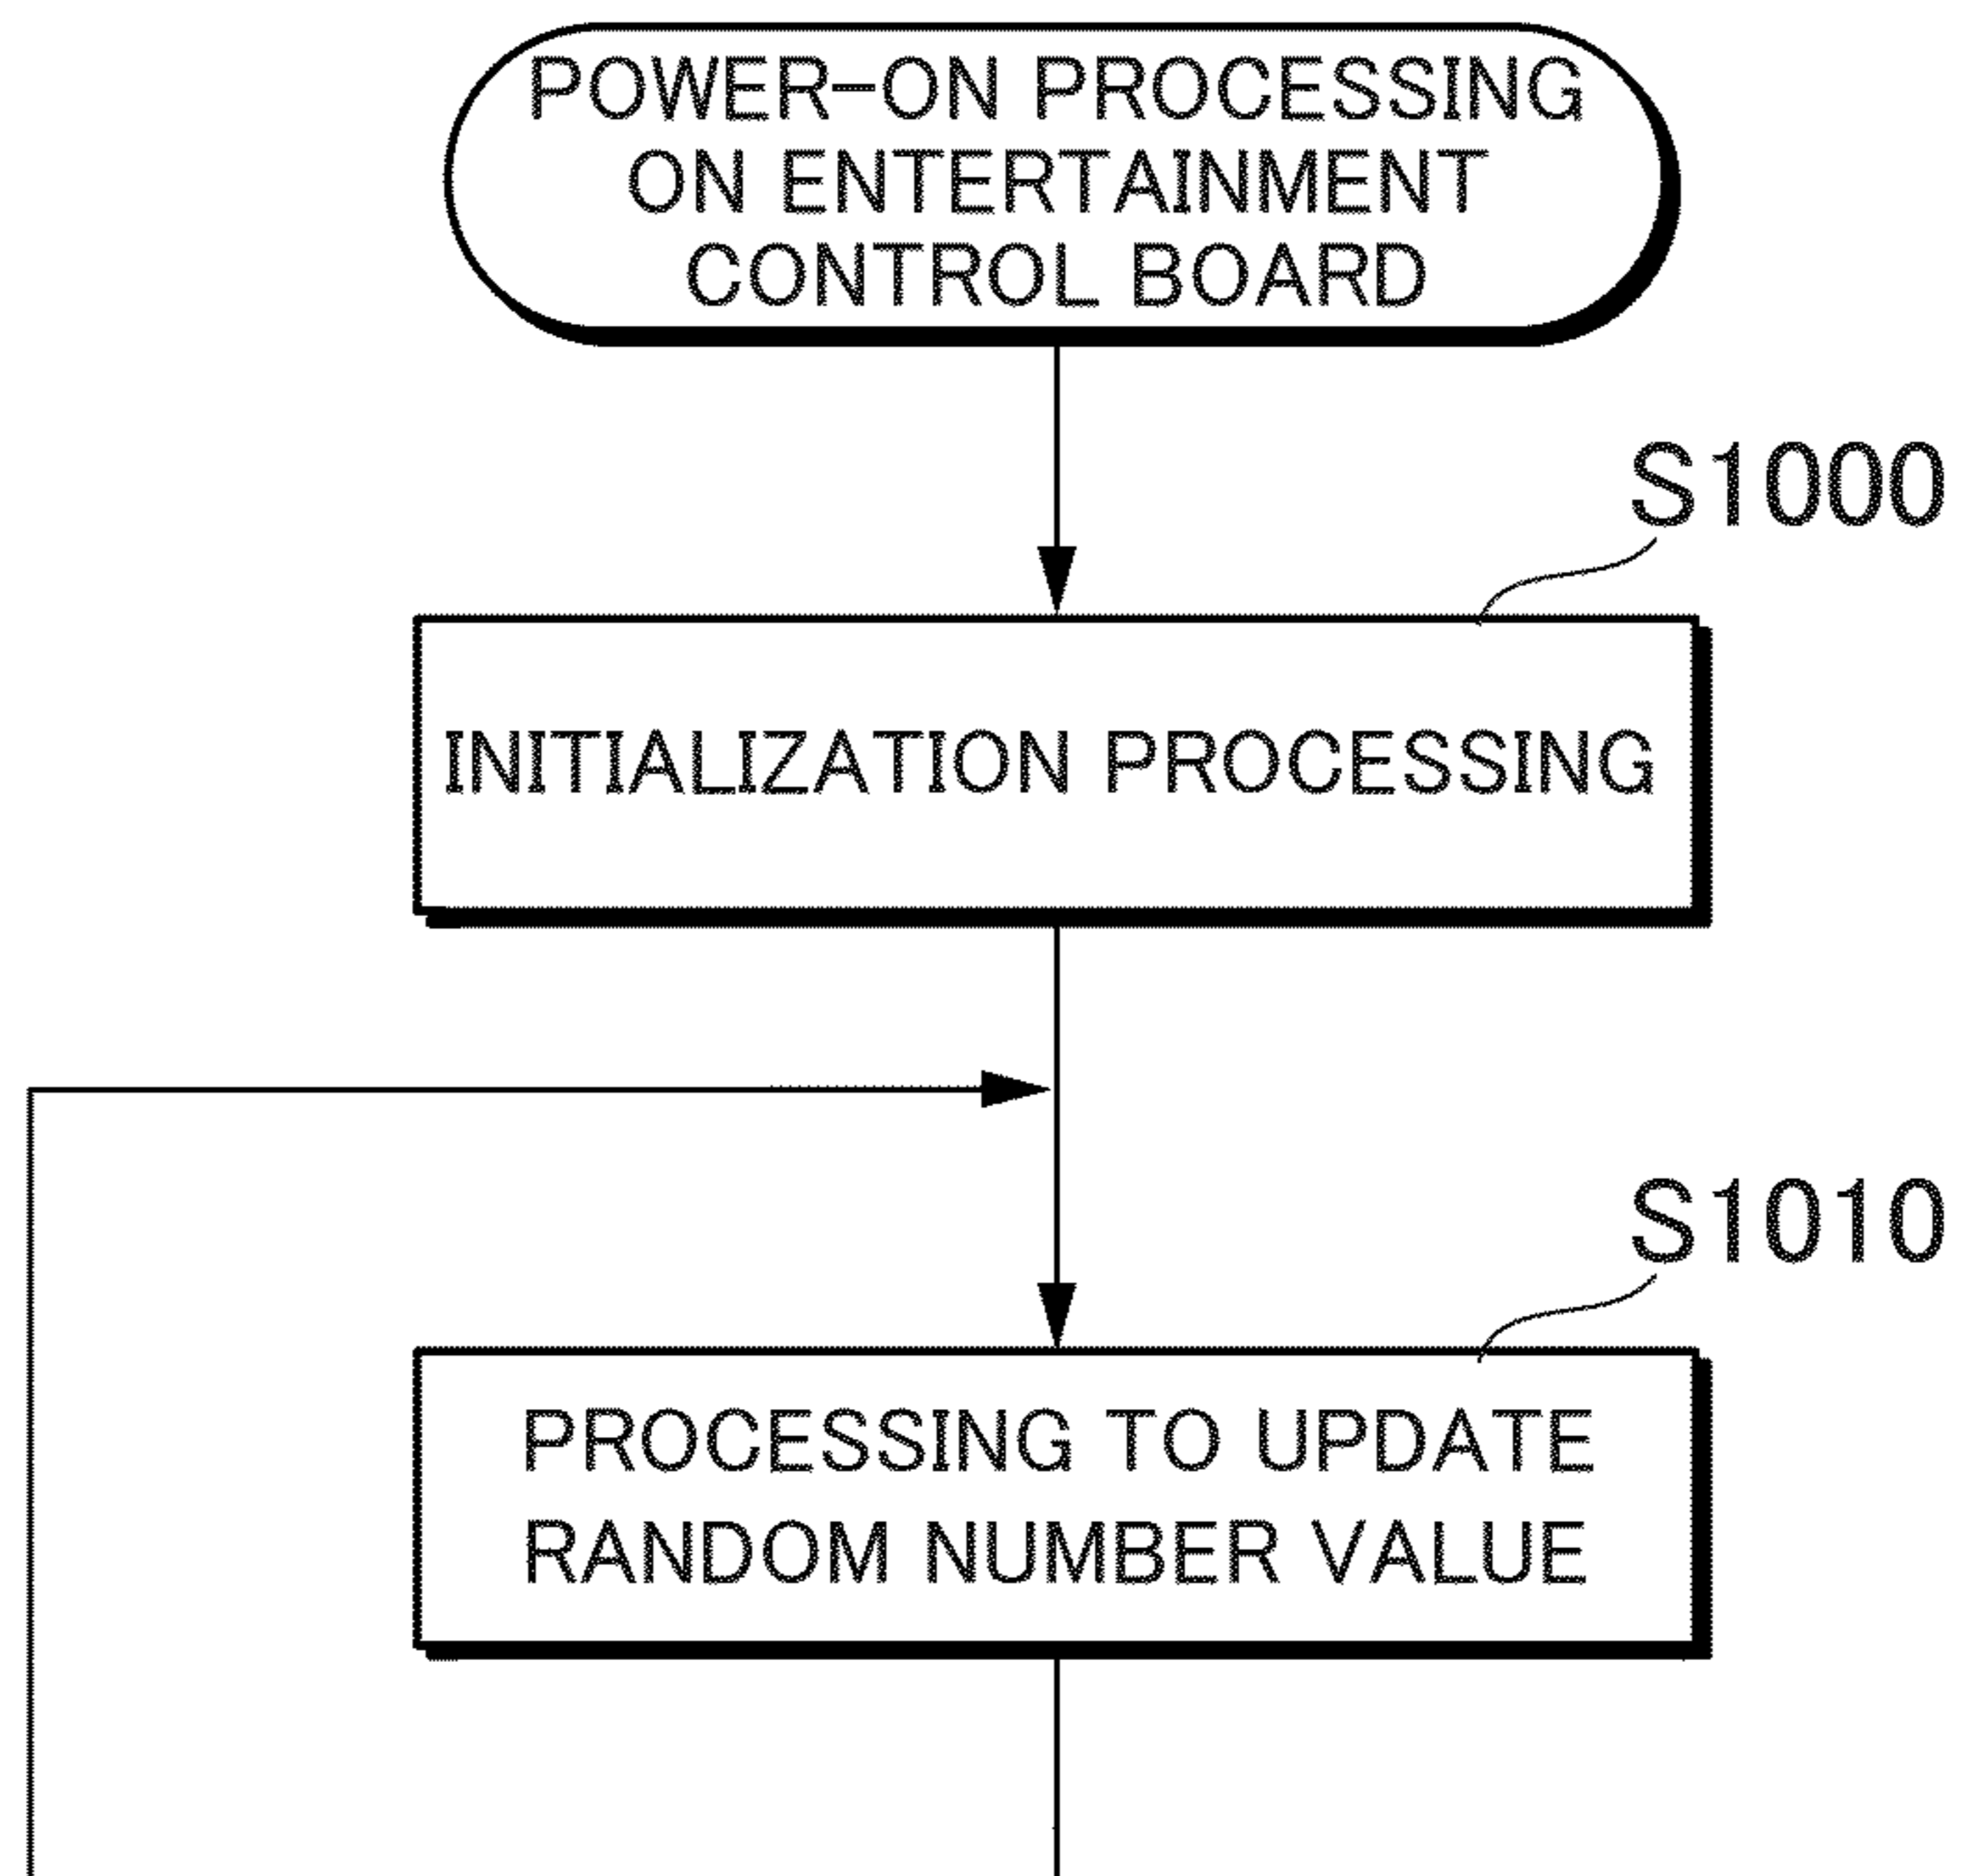 POWER-ON PROCESSING
ON ENTERTAINMENT
CONTROL BOARD
S1000
INITIALIZATION PROCESSING
S1010
PROCESSING TO UPDATE
RANDOM NUMBER VALUE